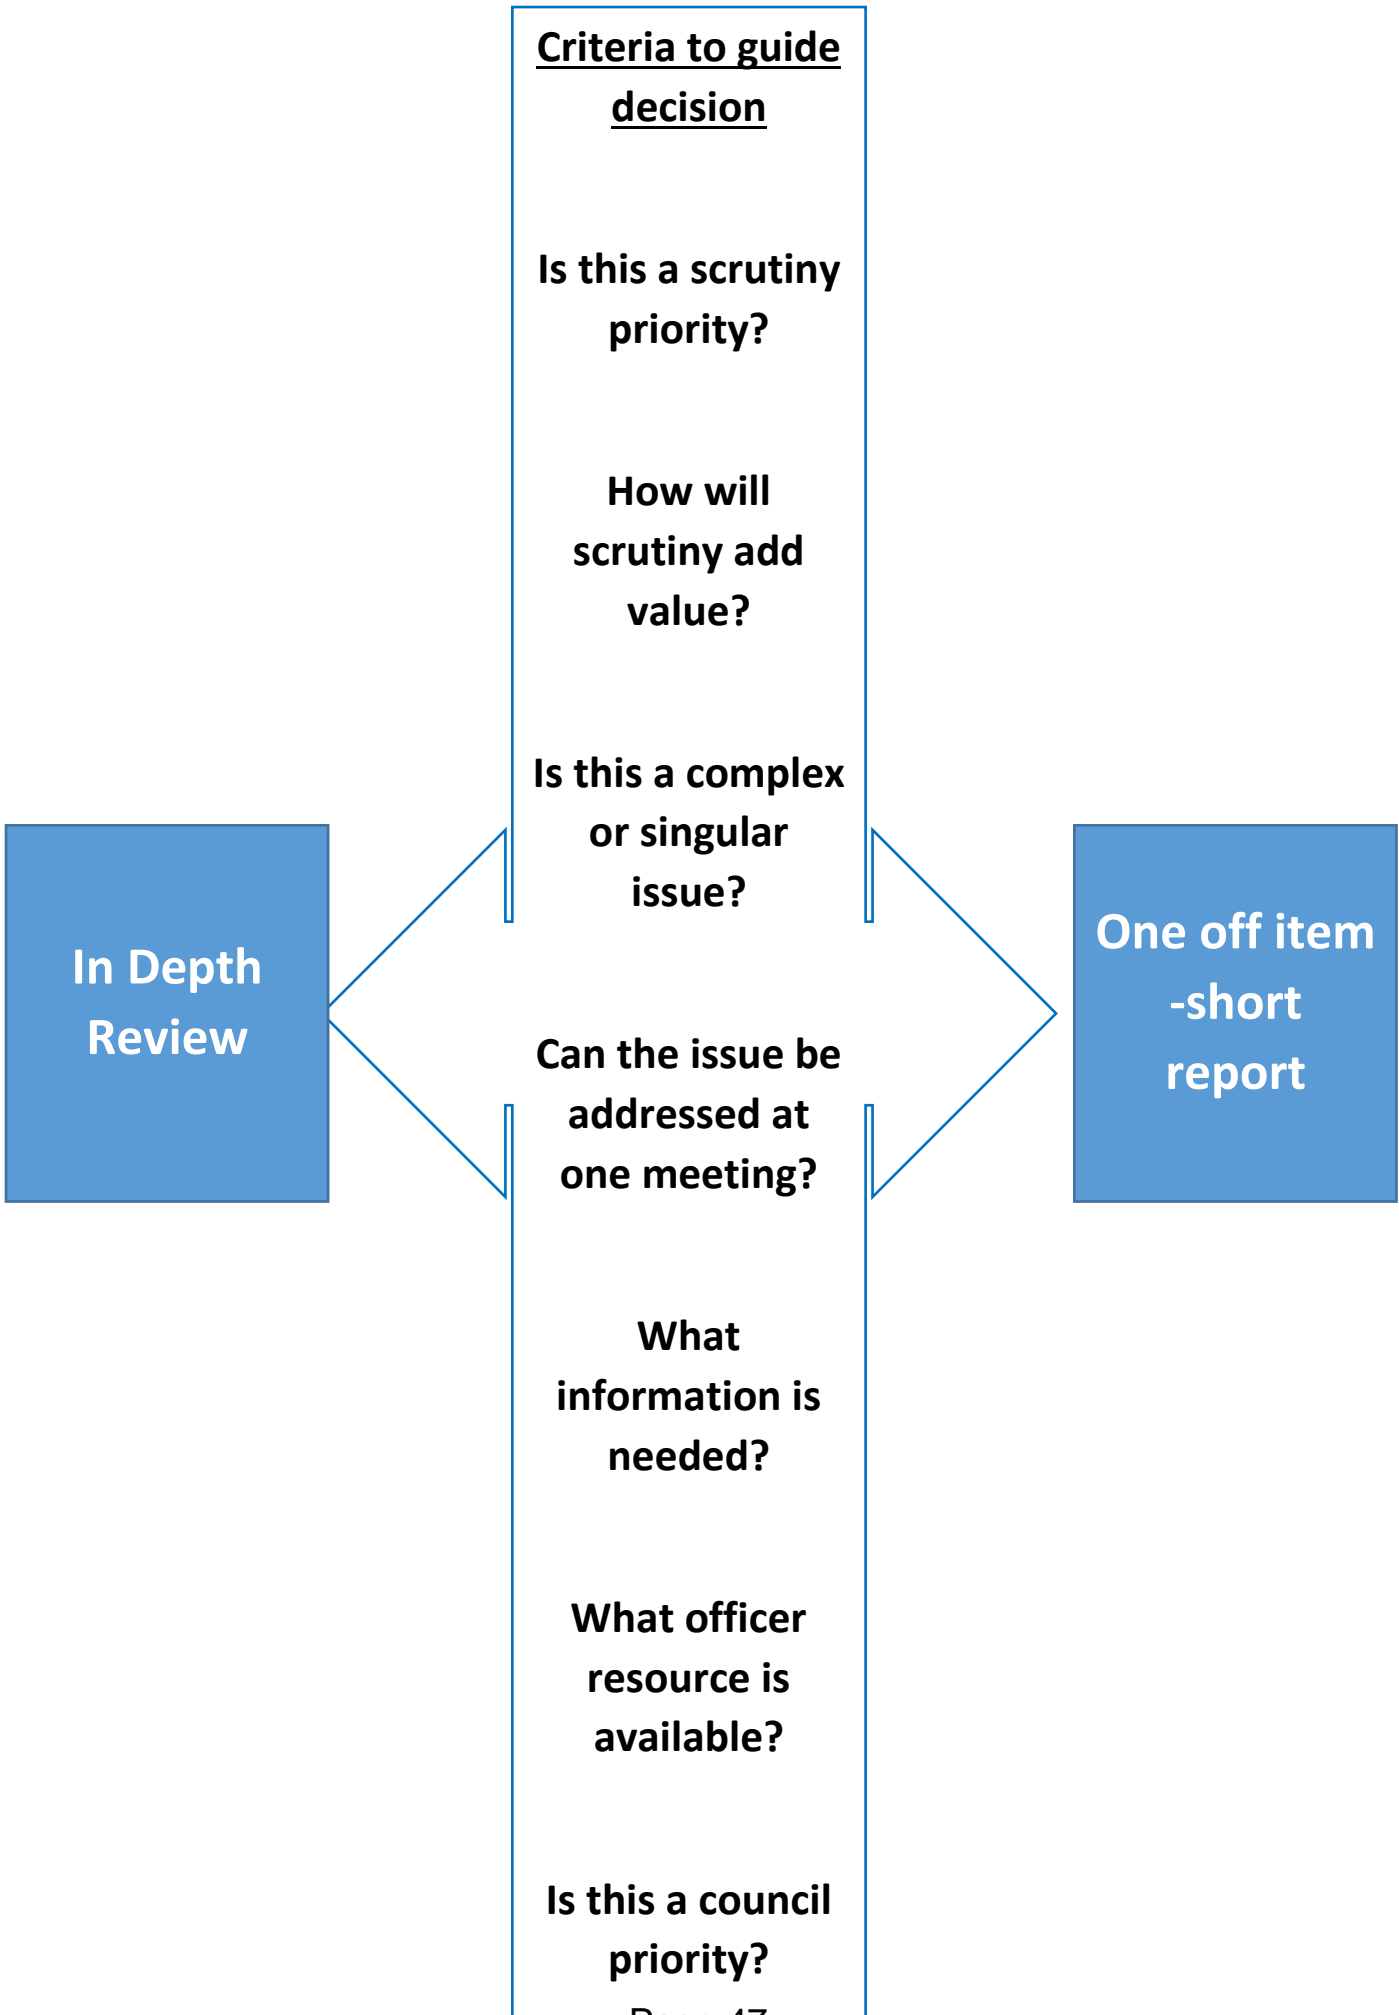 Criteria to guide
decision
Is this a scrutiny
priority?
How will
scrutiny add
value?
Is this a complex
or singular
issue?
In Depth
Review
One off item
-short
report
Can the issue be
addressed at
one meeting?
What
information is
needed?
What officer
resource is
available?
Is this a council
priority?
Page 47